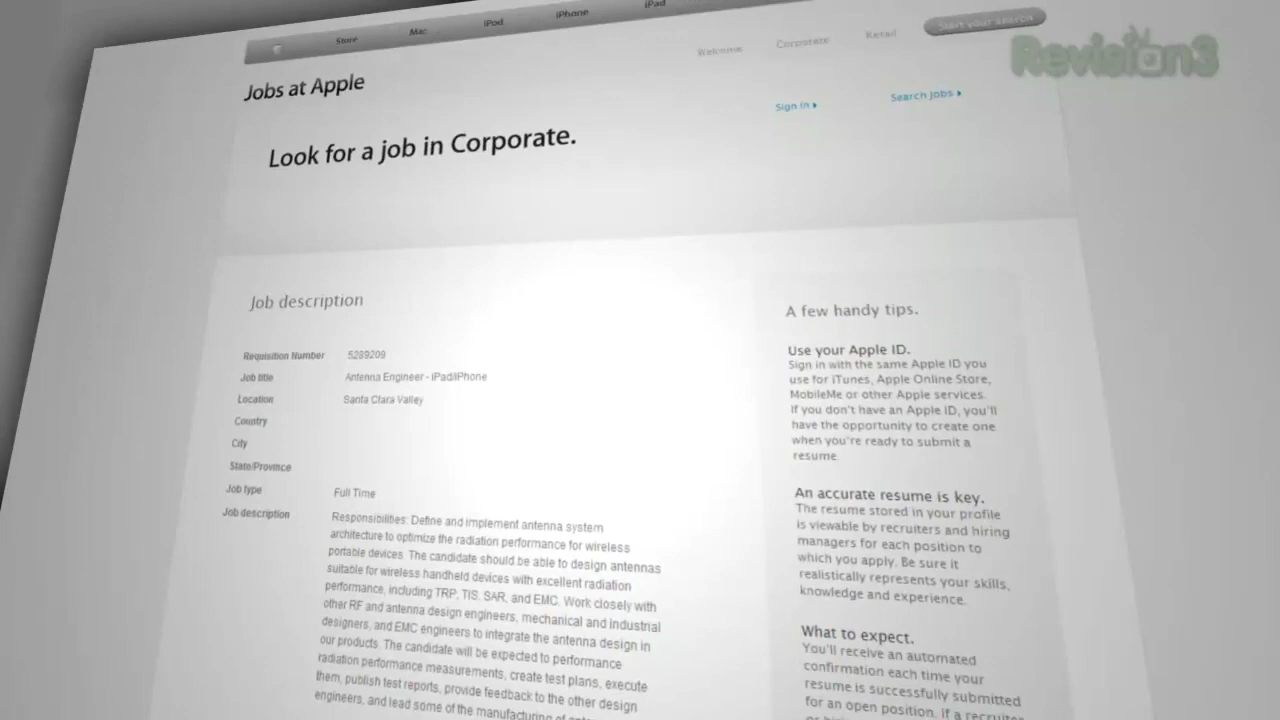 Store Mac iPod iPhone iPad
Start your search
Revision3
Welcome Corporate Retail
Jobs at Apple
Sign in
Search jobs
Look for a job in Corporate.
Job description
Requisition Number 5289209
Job title Antenna Engineer - iPad/iPhone
Location Santa Clara Valley
Country
City
State/Province
Job type Full Time
Job description Responsibilities: Define and implement antenna system
architecture to optimize the radiation performance for wireless
portable devices. The candidate should be able to design antennas
suitable for wireless handheld devices with excellent radiation
performance, including TRP, TIS, SAR, and EMC. Work closely with
other RF and antenna design engineers, mechanical and industrial
designers, and EMC engineers to integrate the antenna design in
our products. The candidate will be expected to performance
radiation performance measurements, create test plans, execute
them, publish test reports, provide feedback to the other design
engineers, and lead some of the manufacturing of
A few handy tips.
Use your Apple ID.
Sign in with the same Apple ID you
use for iTunes, Apple Online Store,
MobileMe or other Apple services.
If you don't have an Apple ID, you'll
have the opportunity to create one
when you're ready to submit a
resume.
An accurate resume is key.
The resume stored in your profile
is viewable by recruiters and hiring
managers for each position to
which you apply. Be sure it
realistically represents your skills,
knowledge and experience.
What to expect.
You'll receive an automated
confirmation each time your
resume is successfully submitted
for an open position. If a recruiter